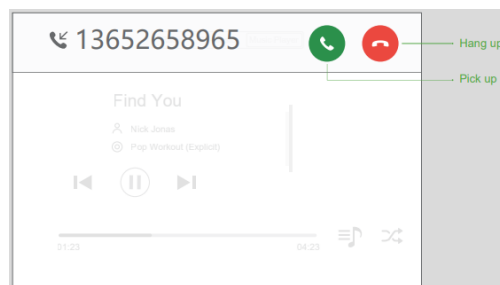 13652658965
Hang up
Pick up
Find You
Nick Jonas
Pop Workout (Explicit)
01:23
04:23